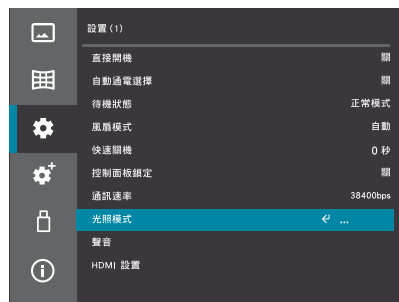 設置 (1)
直接開機 關
自動通電選擇 關
待機狀態 正常模式
風扇模式 自動
快速關機 0 秒
控制面板鎖定 關
通訊速率 38400bps
光照模式 ...
聲音
HDMI 設置